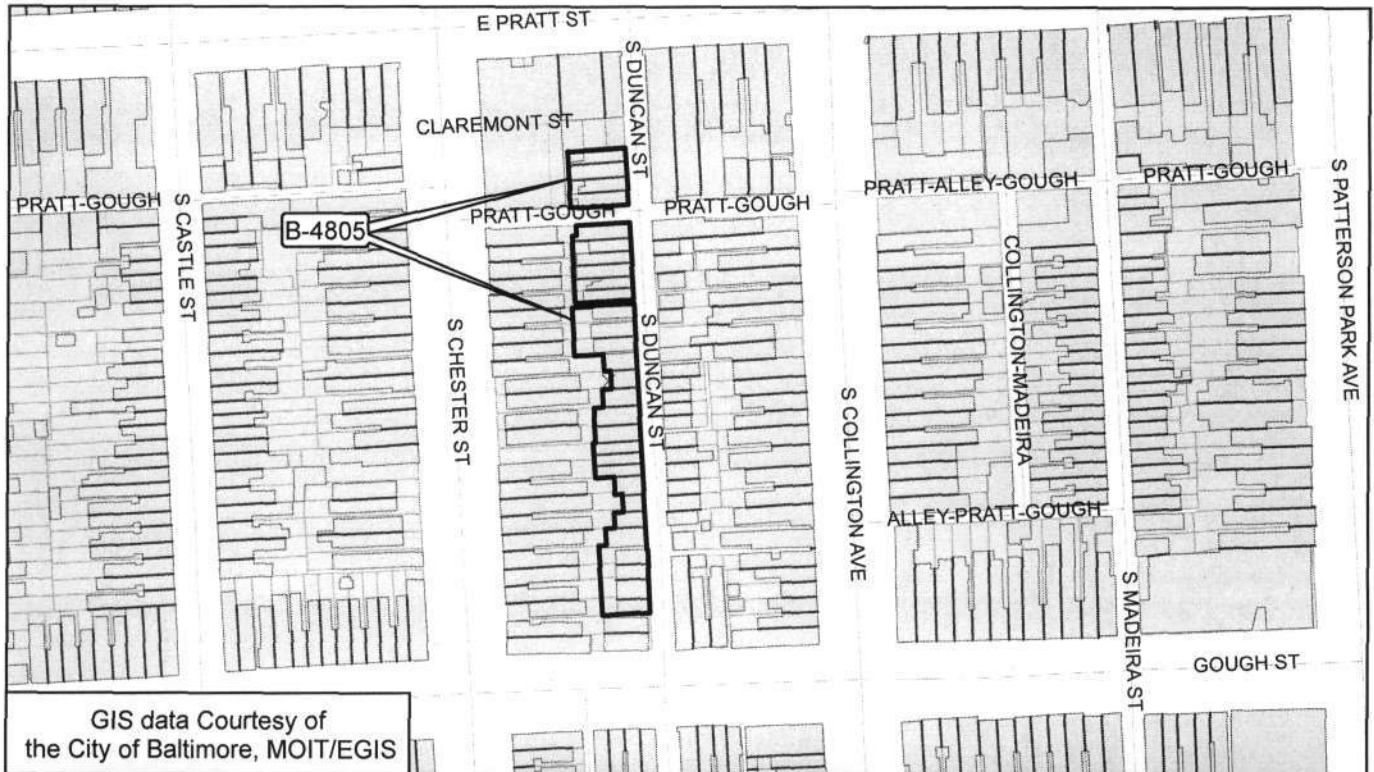 E PRATT ST
S DUNCAN ST
CLAREMONT ST
PRATT-GOUGH
S CASTLE ST
B-4805
PRATT-GOUGH
PRATT-GOUGH
PRATT-ALLEY-GOUGH
PRATT-GOUGH
S PATTERSON PARK AVE
S CHESTER ST
S DUNCAN ST
S COLLINGTON AVE
COLLINGTON-MADEIRA
ALLEY-PRATT-GOUGH
S MADEIRA ST
GOUGH ST
GIS data Courtesy of
the City of Baltimore, MOIT/EGIS